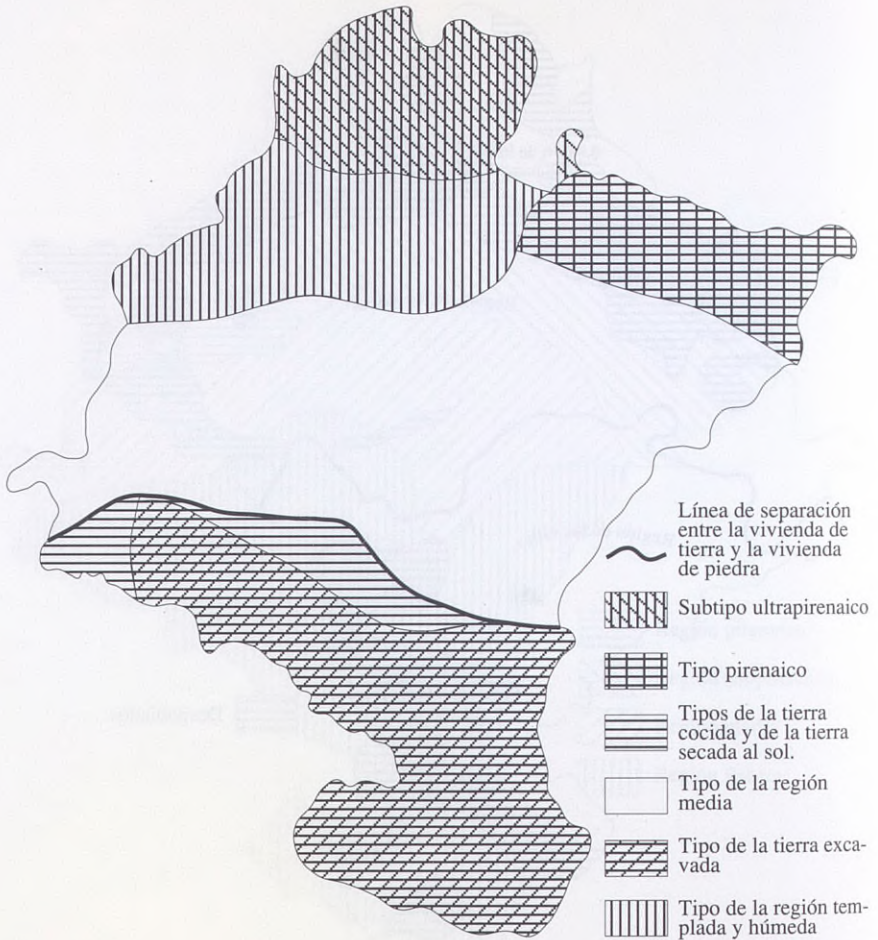 Línea de separación
entre la vivienda de
tierra y la vivienda
de piedra
Subtipo ultrapirenaico
Tipo pirenaico
Tipos de la tierra
cocida y de la tierra
secada al sol.
Tipo de la región
media
Tipo de la tierra exca-
vada
Tipo de la región tem-
plada y húmeda